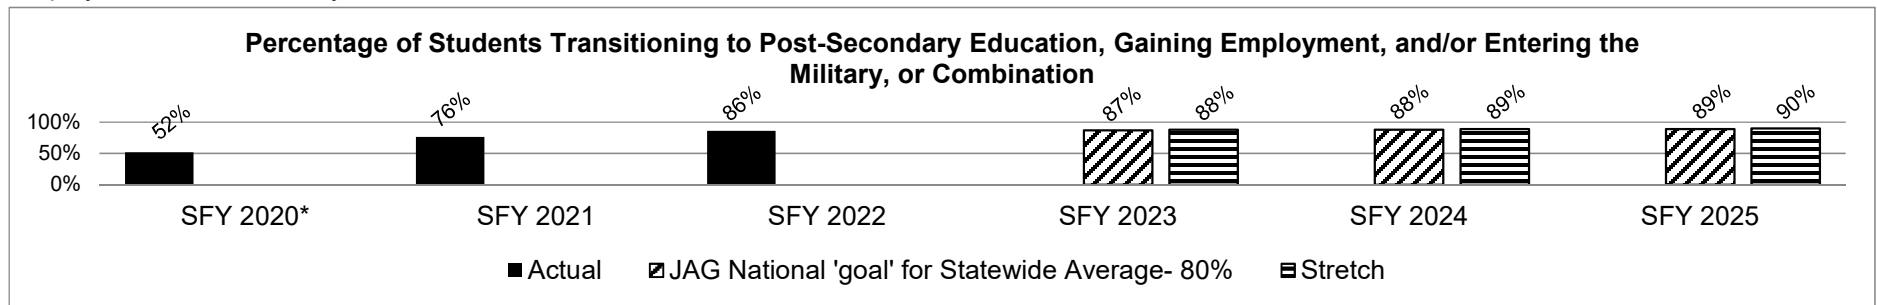 Percentage of Students Transitioning to Post-Secondary Education, Gaining Employment, and/or Entering the
Military, or Combination
52% 76% 86% 87% 88% 88% 89% 89% 90%
100%
50%
0%
SFY 2020* SFY 2021 SFY 2022 SFY 2023 SFY 2024 SFY 2025
Actual JAG National 'goal' for Statewide Average- 80% Stretch